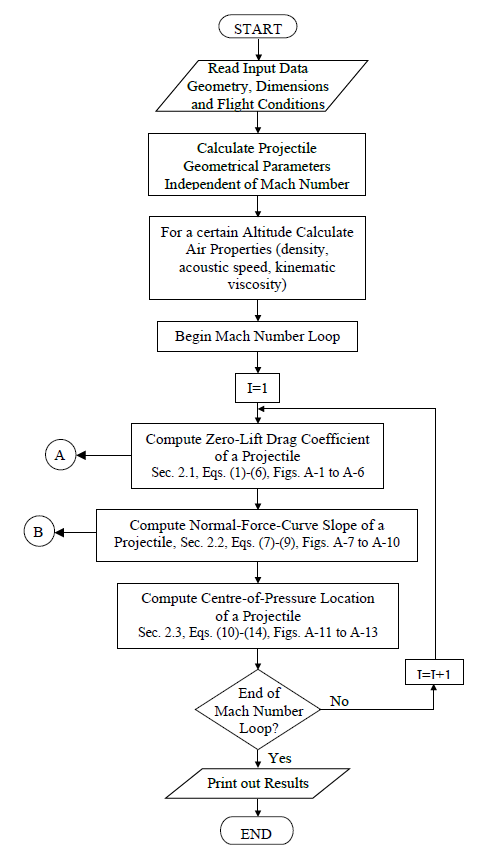 START
Read Input Data
Geometry, Dimensions
and Flight Conditions
Calculate Projectile
Geometrical Parameters
Independent of Mach Number
For a certain Altitude Calculate
Air Properties (density,
acoustic speed, kinematic
viscosity)
Begin Mach Number Loop
I=1
Compute Zero-Lift Drag Coefficient
of a Projectile
Sec. 2.1, Eqs. (1)-(6), Figs. A-1 to A-6
A
Compute Normal-Force-Curve Slope of a
Projectile, Sec. 2.2, Eqs. (7)-(9), Figs. A-7 to A-10
B
Compute Centre-of-Pressure Location
of a Projectile
Sec. 2.3, Eqs. (10)-(14), Figs. A-11 to A-13
I=I+1
End of
Mach Number
Loop?
No
Yes
Print out Results
END